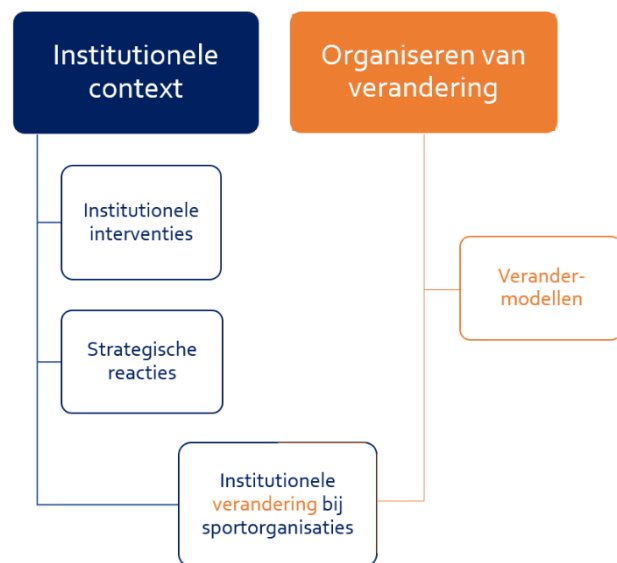 Institutionele
context
Organiseren van
verandering
Institutionele
interventies
Verander-
modellen
Strategische
reacties
Institutionele
verandering bij
sportorganisaties